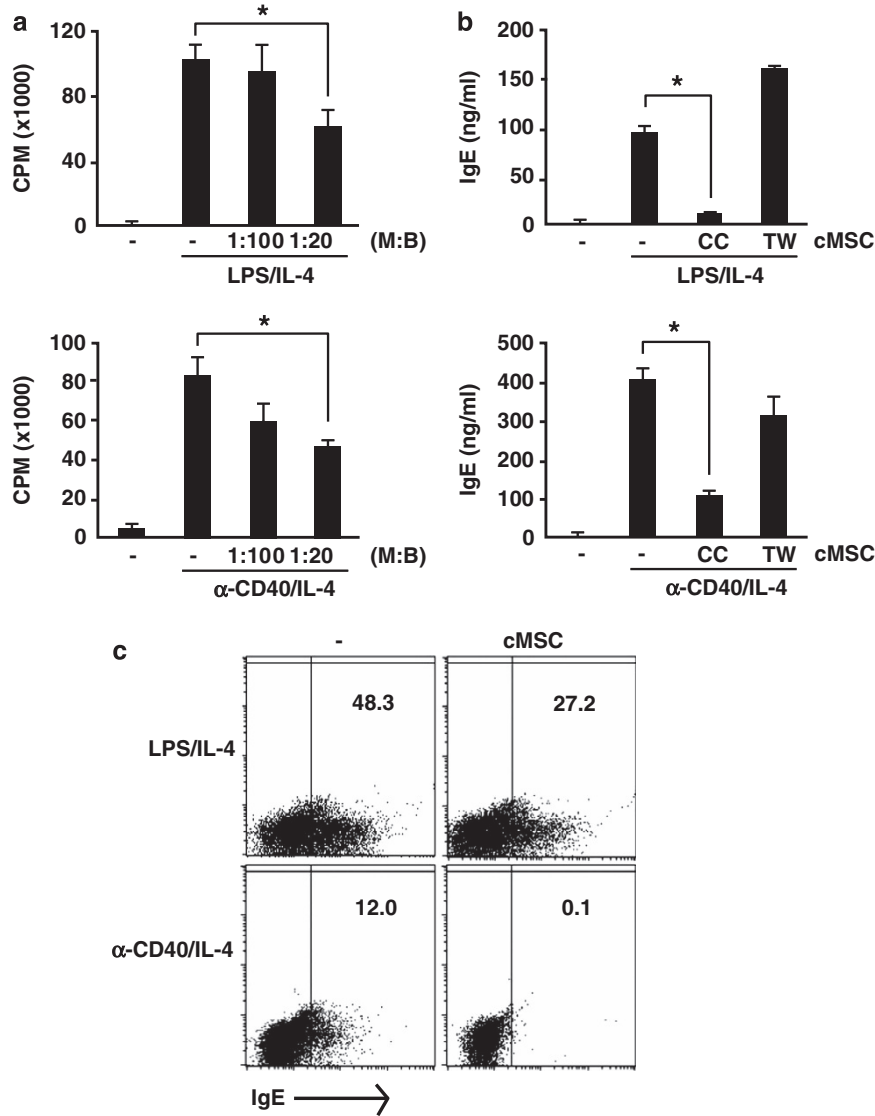 a
*
120
80
40
0
CPM (x1000)
- - 1:100 1:20 (M:B)
LPS/IL-4
b
*
200
150
100
50
0
IgE (ng/ml)
- - CC TW cMSC
LPS/IL-4
*
100
80
60
40
20
0
CPM (x1000)
- - 1:100 1:20 (M:B)
α-CD40/IL-4
*
500
400
300
200
100
0
IgE (ng/ml)
- - CC TW cMSC
α-CD40/IL-4
c
- cMSC
LPS/IL-4
48.3 27.2
α-CD40/IL-4
12.0 0.1
IgE